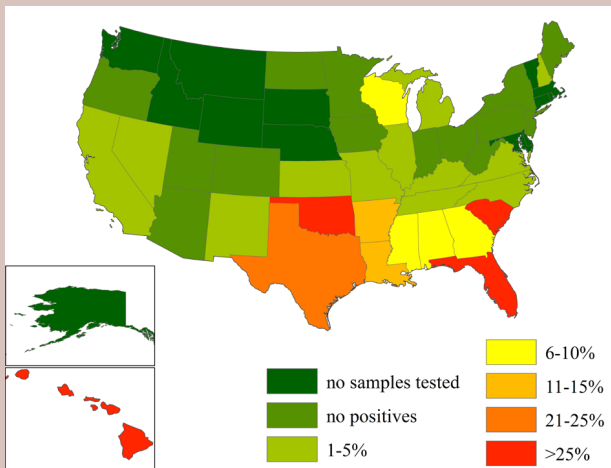 no samples tested
no positives
1-5%
6-10%
11-15%
21-25%
>25%